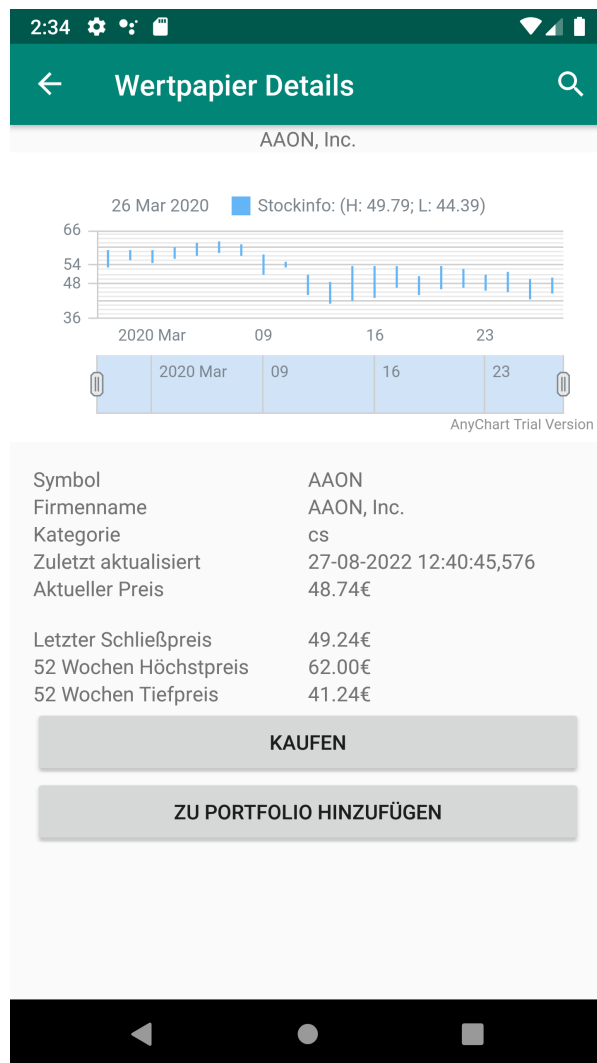 2:34
Wertpapier Details
AAON, Inc.
26 Mar 2020 Stockinfo: (H: 49.79; L: 44.39)
66
54
48
36
2020 Mar 09 16 23
2020 Mar 09 16 23
AnyChart Trial Version
Symbol AAON
Firmenname AAON, Inc.
Kategorie cs
Zuletzt aktualisiert 27-08-2022 12:40:45,576
Aktueller Preis 48.74€
Letzter Schließpreis 49.24€
52 Wochen Höchstpreis 62.00€
52 Wochen Tiefpreis 41.24€
KAUFEN
ZU PORTFOLIO HINZUFÜGEN